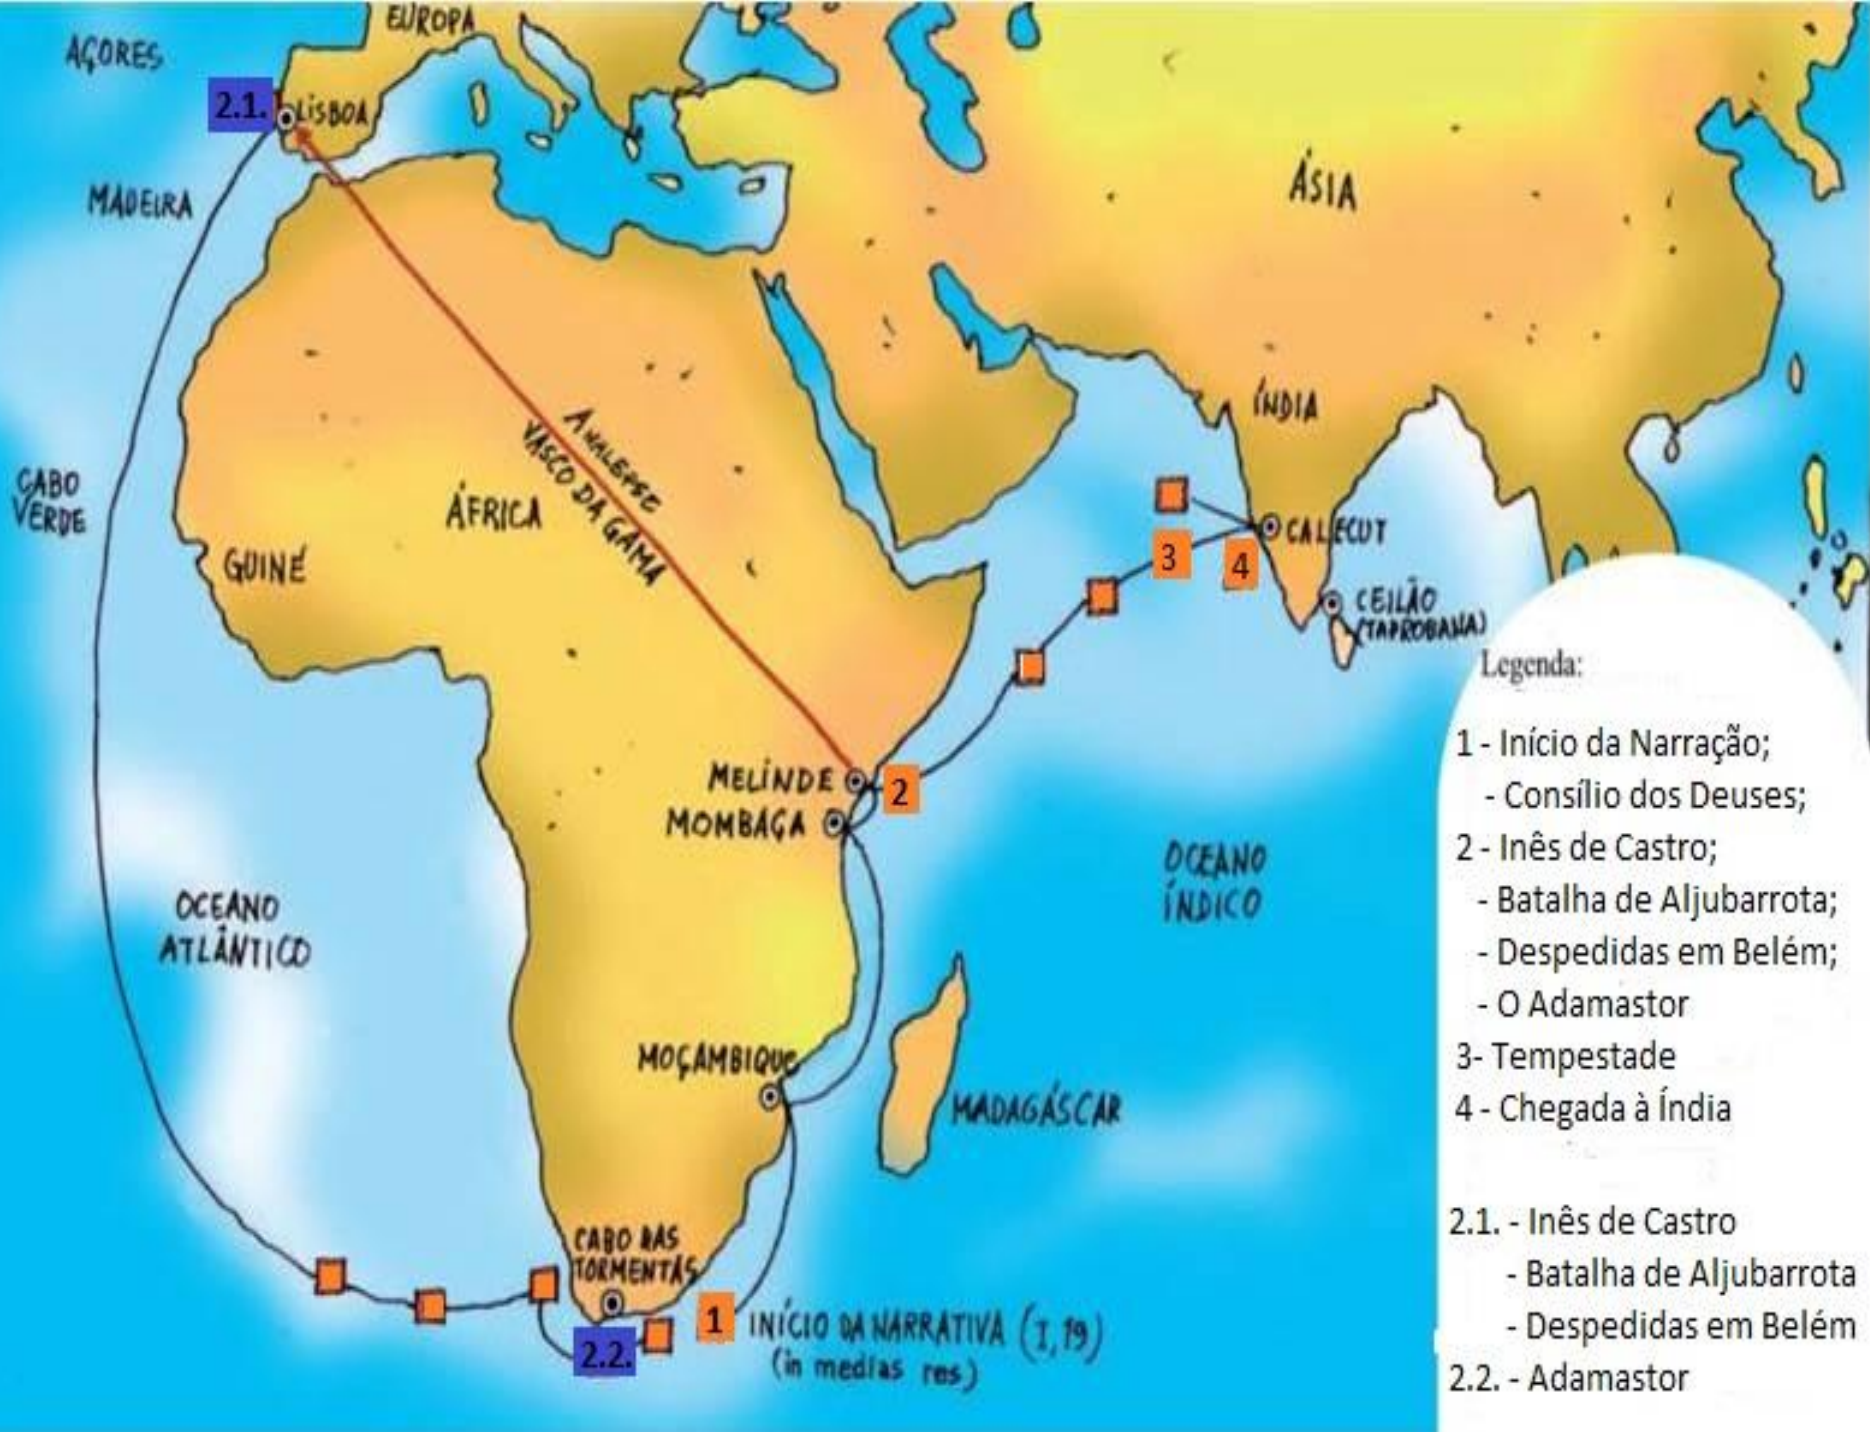 EUROPA
AÇORES
2.1.
LISBOA
MADEIRA
ÁSIA
ÍNDIA
ANALEPSE
VASCO DA GAMA
CABO
VERDE
ÁFRICA
GUINÉ
CALECUT
3
4
CEILÃO
(TAPROBANA)
MELINDE
2
MOMBAÇA
OCEANO
ÍNDICO
OCEANO
ATLÂNTICO
MOÇAMBIQUE
MADAGÁSCAR
CABO DAS
TORMENTAS
1
INÍCIO DA NARRATIVA (I, 19)
(in medias res)
2.2.
Legenda:
1 - Início da Narração;
- Consílio dos Deuses;
2 - Inês de Castro;
- Batalha de Aljubarrota;
- Despedidas em Belém;
- O Adamastor
3- Tempestade
4 - Chegada à Índia
2.1. - Inês de Castro
- Batalha de Aljubarrota
- Despedidas em Belém
2.2. - Adamastor